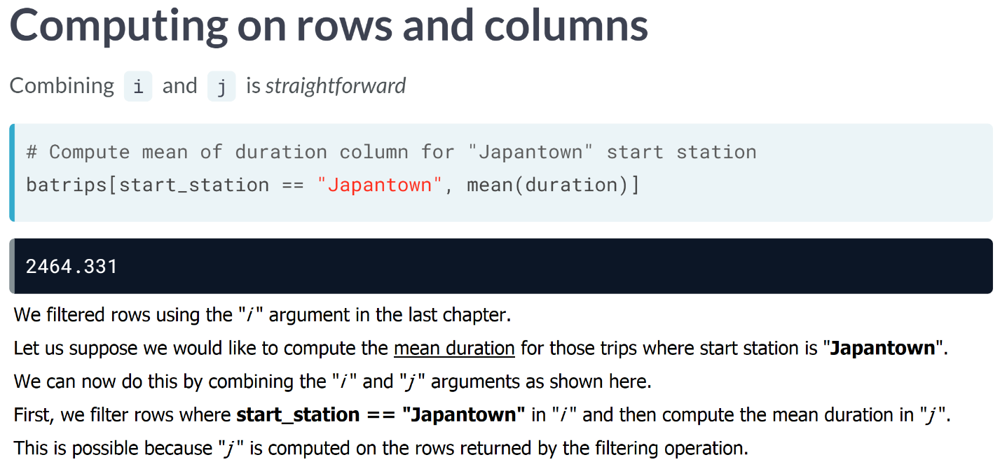 Computing on rows and columns
Combining i and j is straightforward
# Compute mean of duration column for "Japantown" start station
batrips[start_station == "Japantown", mean(duration)]
2464.331
We filtered rows using the "i" argument in the last chapter.
Let us suppose we would like to compute the mean duration for those trips where start station is "Japantown".
We can now do this by combining the "i" and "j" arguments as shown here.
First, we filter rows where start_station == "Japantown" in "i" and then compute the mean duration in "j".
This is possible because "j" is computed on the rows returned by the filtering operation.